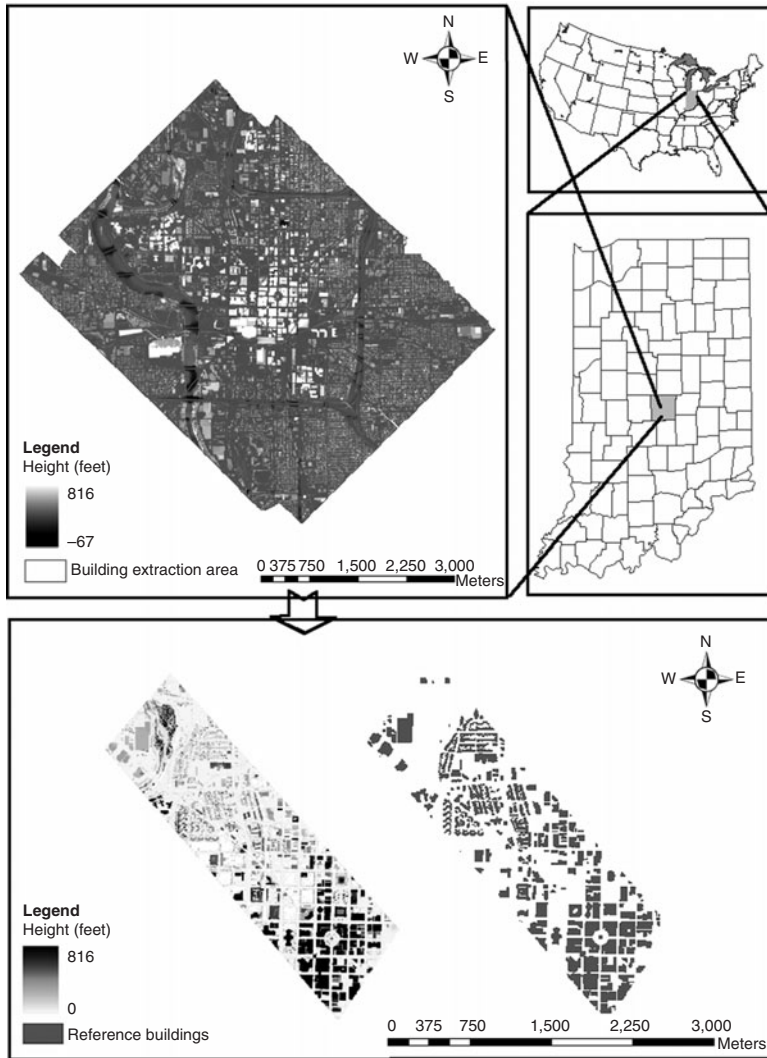 N
W E
S
Legend
Height (feet)
816
–67
Building extraction area
0 375 750 1,500 2,250 3,000
Meters
N
W E
S
Legend
Height (feet)
816
0
Reference buildings
0 375 750 1,500 2,250 3,000
Meters